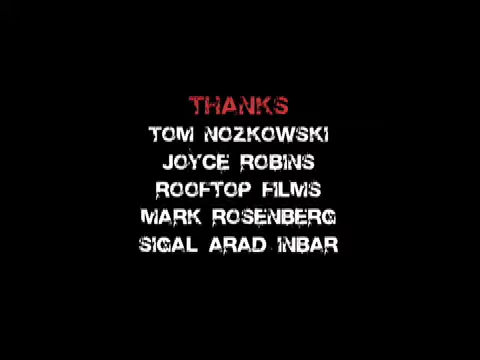 THANKS
TOM NOZKOWSKI
JOYCE ROBINS
ROOFTOP FILMS
MARK ROSENBERG
SIGAL ARAD INBAR